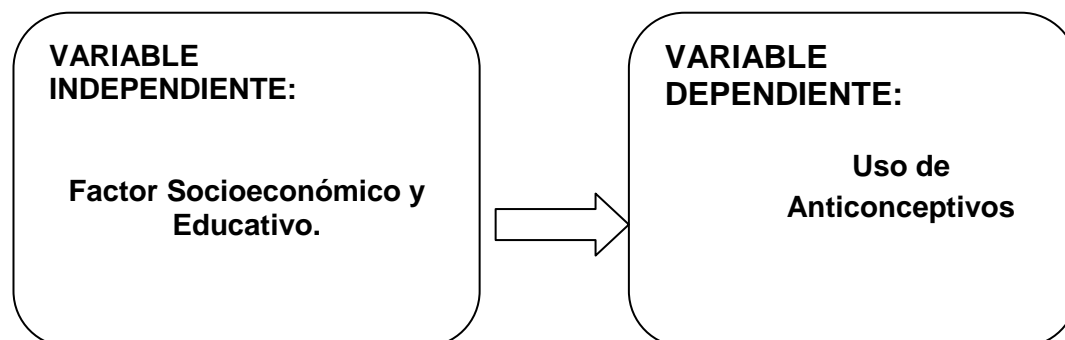 VARIABLE
INDEPENDIENTE:
Factor Socioeconómico y
Educativo.
VARIABLE
DEPENDIENTE:
Uso de
Anticonceptivos